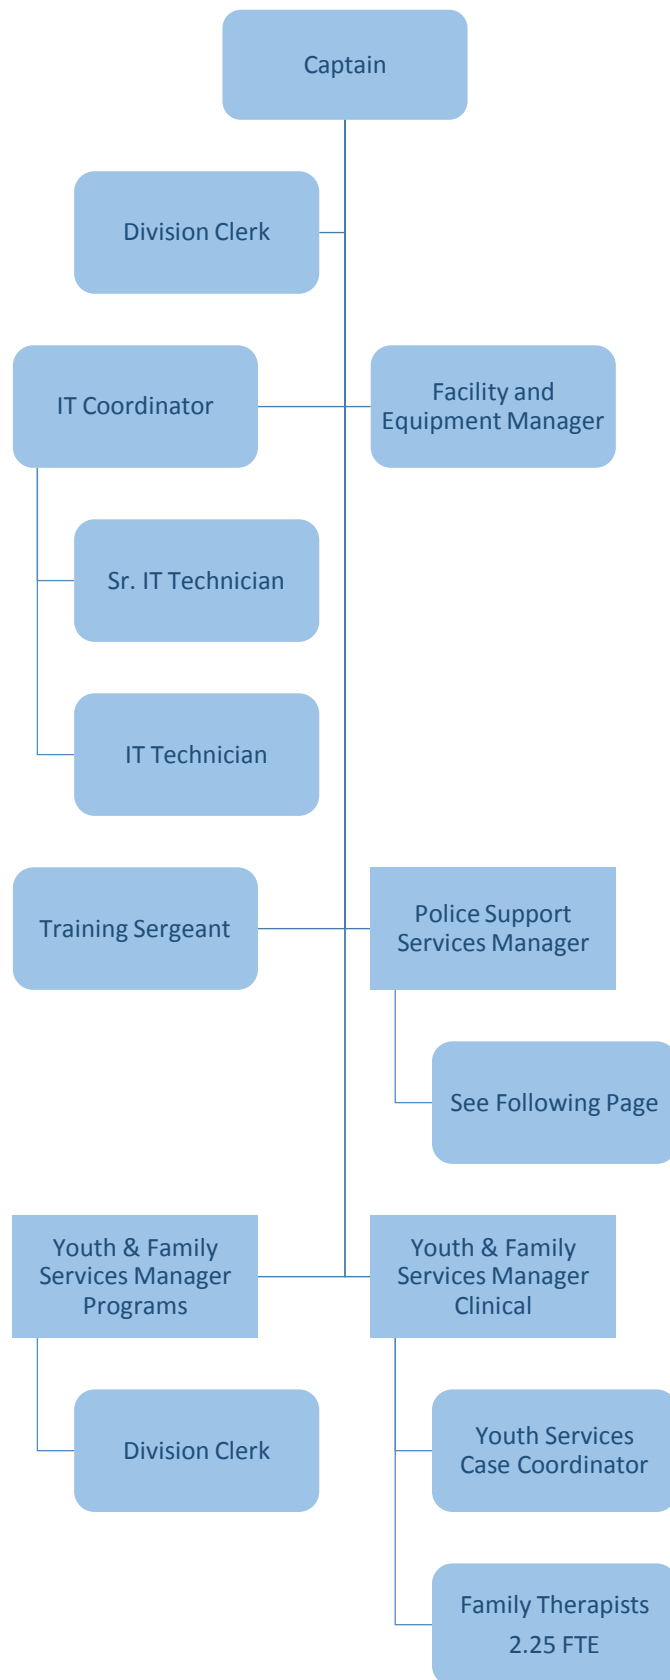 Captain
Division Clerk
IT Coordinator
Facility and
Equipment Manager
Sr. IT Technician
IT Technician
Training Sergeant
Police Support
Services Manager
See Following Page
Youth & Family
Services Manager
Programs
Youth & Family
Services Manager
Clinical
Division Clerk
Youth Services
Case Coordinator
Family Therapists
2.25 FTE